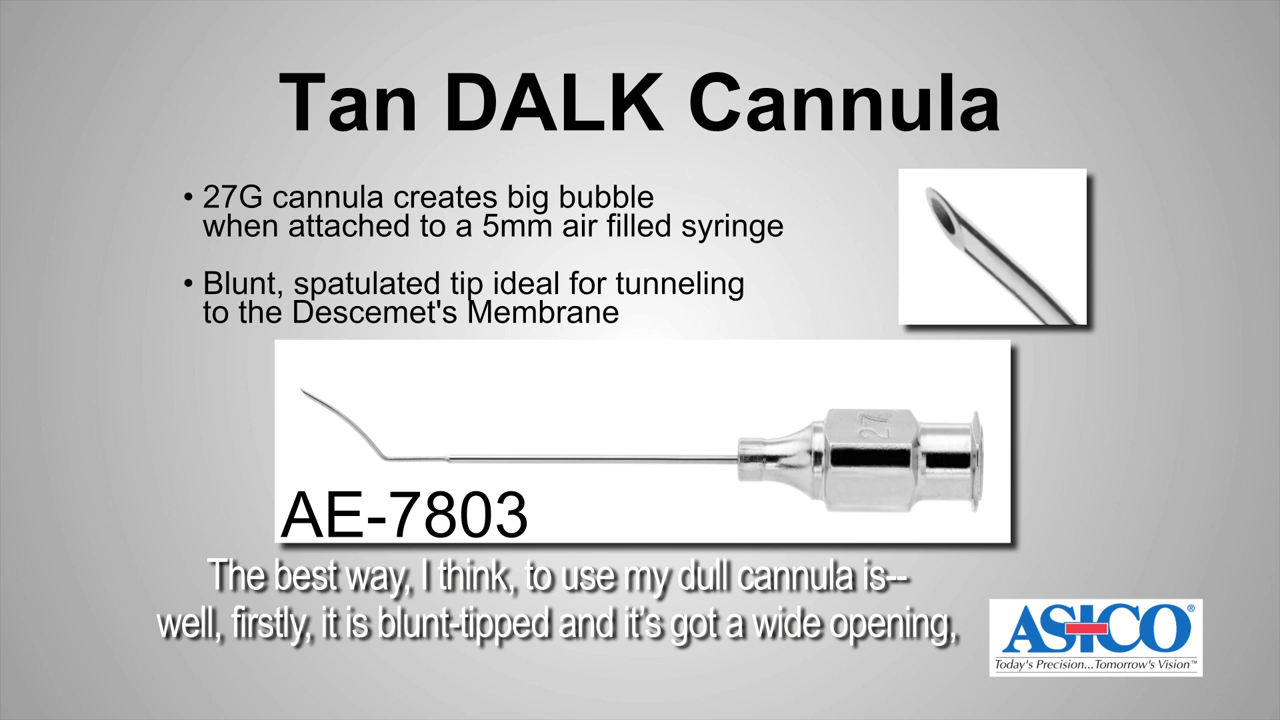 Tan DALK Cannula
• 27G cannula creates big bubble
when attached to a 5mm air filled syringe
• Blunt, spatulated tip ideal for tunneling
to the Descemet's Membrane
27G
AE-7803
The best way, I think, to use my dull cannula is--
well, firstly, it is blunt-tipped and it's got a wide opening,
ASICO®
Today's Precision...Tomorrow's Vision™